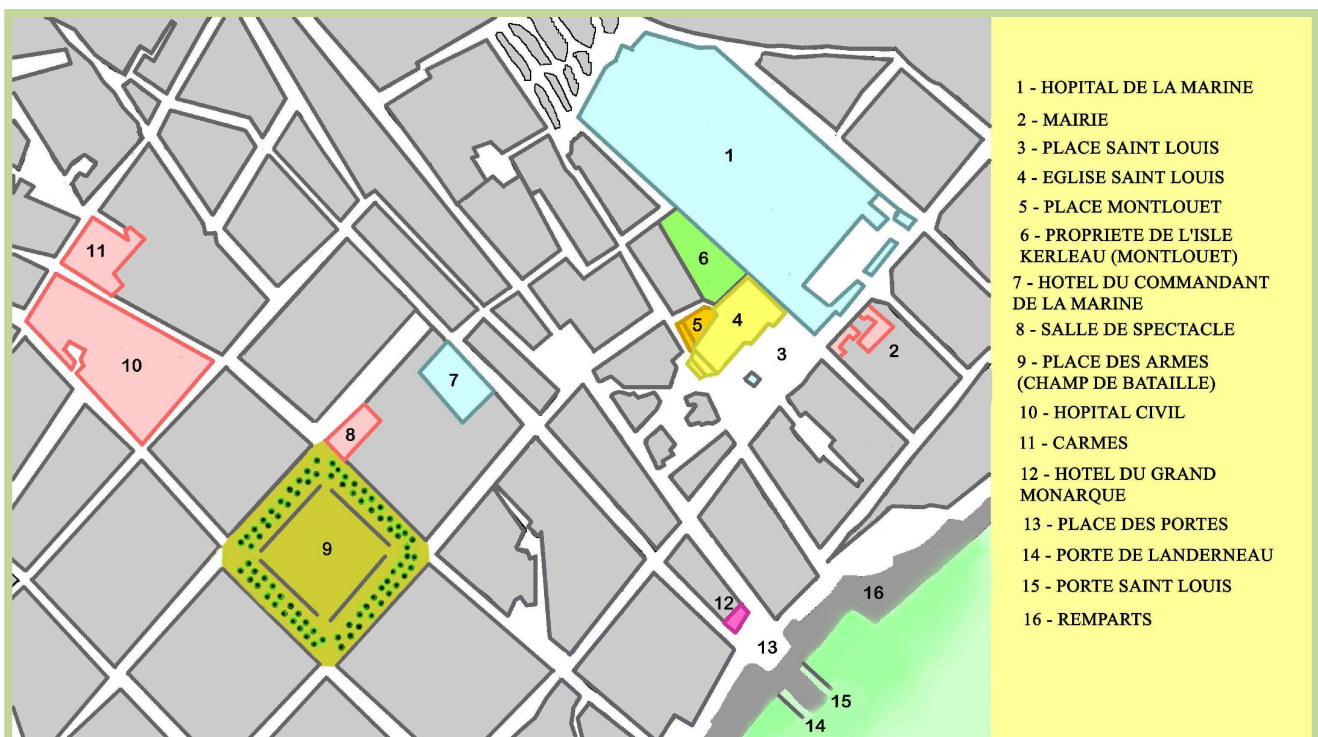 1
2
3
4
5
6
7
8
9
10
11
12
13
14
15
16
1 - HOPITAL DE LA MARINE
2 - MAIRIE
3 - PLACE SAINT LOUIS
4 - EGLISE SAINT LOUIS
5 - PLACE MONTLOUET
6 - PROPRIETE DE L'ISLE
KERLEAU (MONTLOUET)
7 - HOTEL DU COMMANDANT
DE LA MARINE
8 - SALLE DE SPECTACLE
9 - PLACE DES ARMES
(CHAMP DE BATAILLE)
10 - HOPITAL CIVIL
11 - CARMES
12 - HOTEL DU GRAND
MONARQUE
13 - PLACE DES PORTES
14 - PORTE DE LANDERNEAU
15 - PORTE SAINT LOUIS
16 - REMPARTS